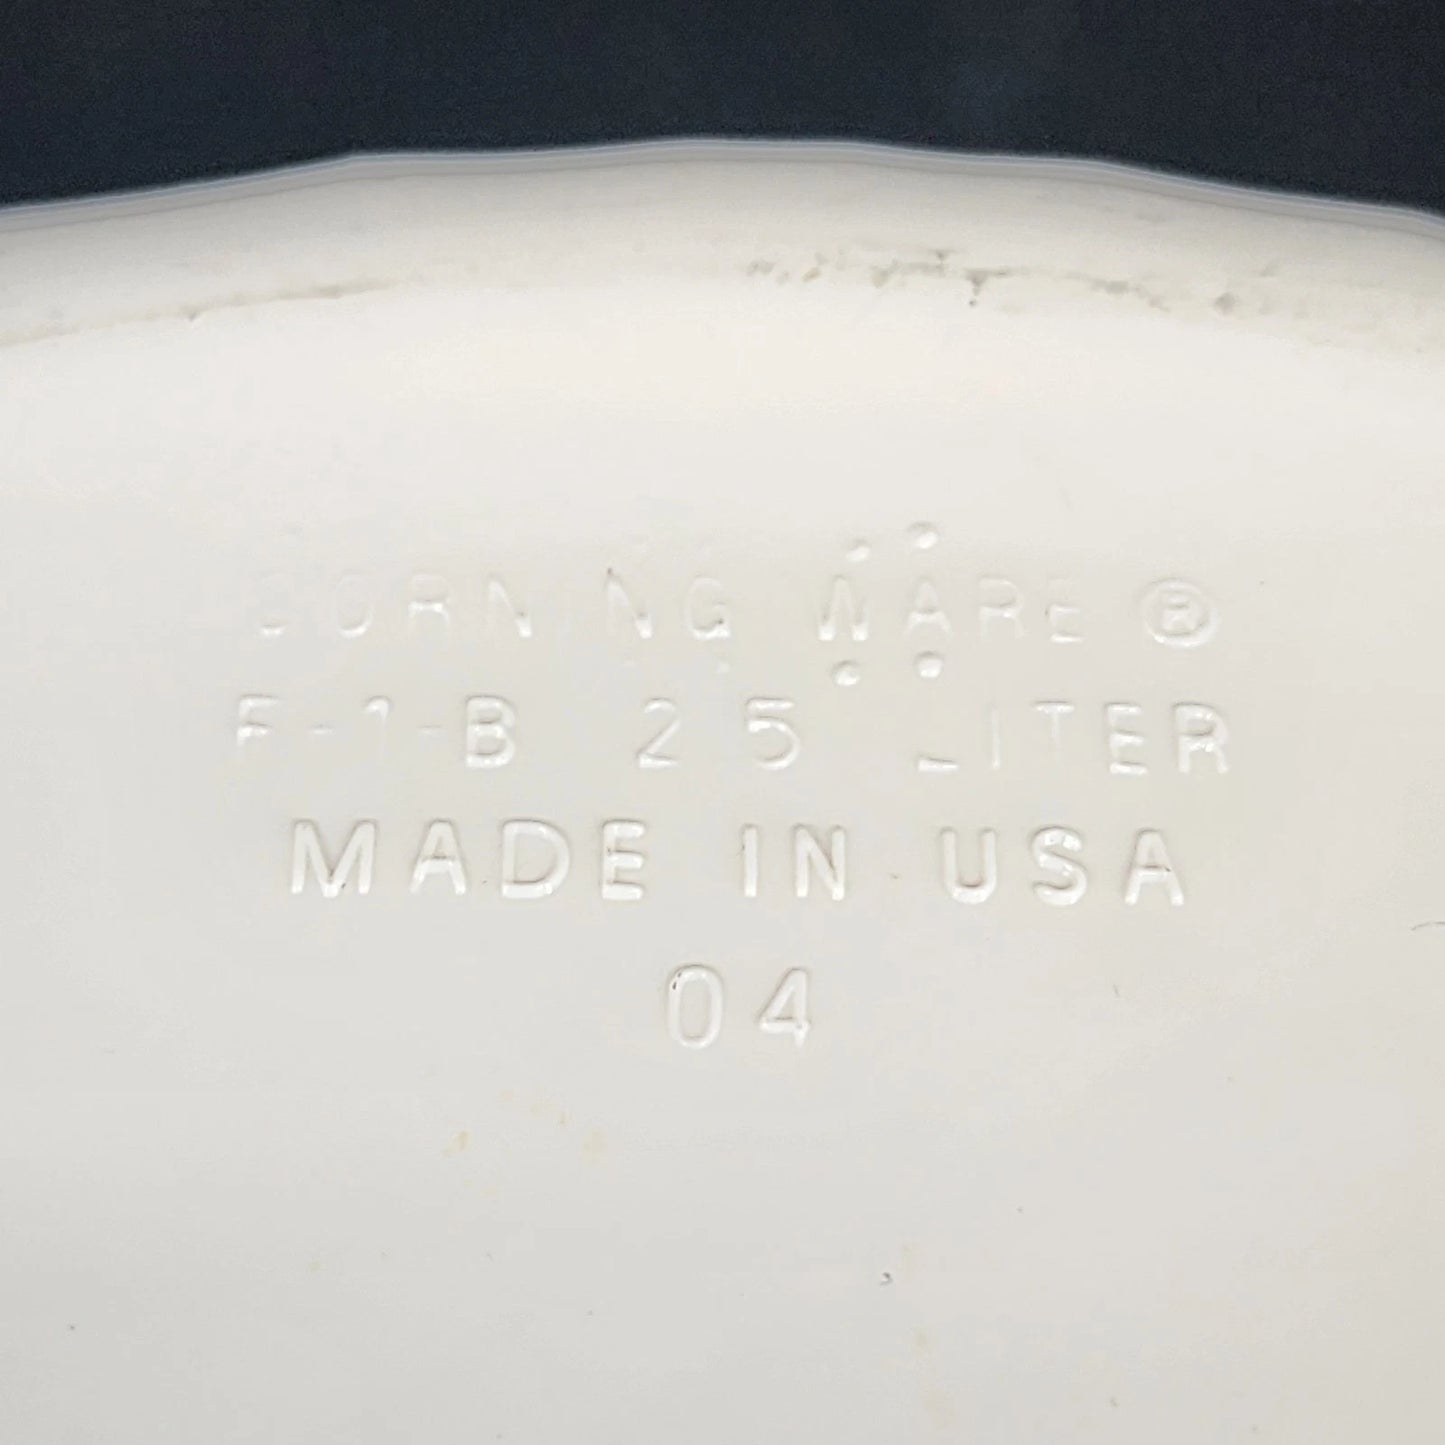 CORNING WARE ®
F-1-B 2 5 LITER
MADE IN USA
04